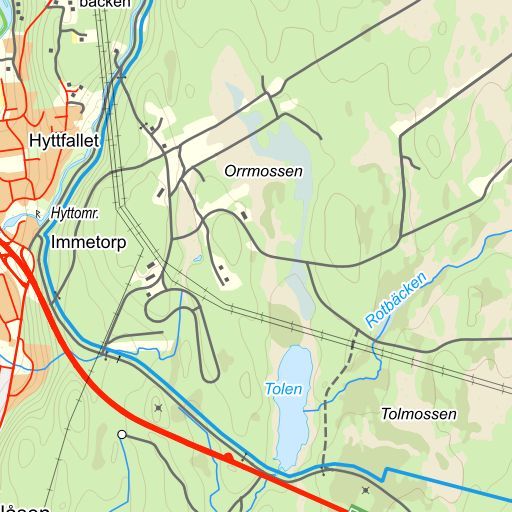 backen
Hyttfallet
Orrmossen
Hyttomr.
Immetorp
Rotbäcken
Tolen
Tolmossen